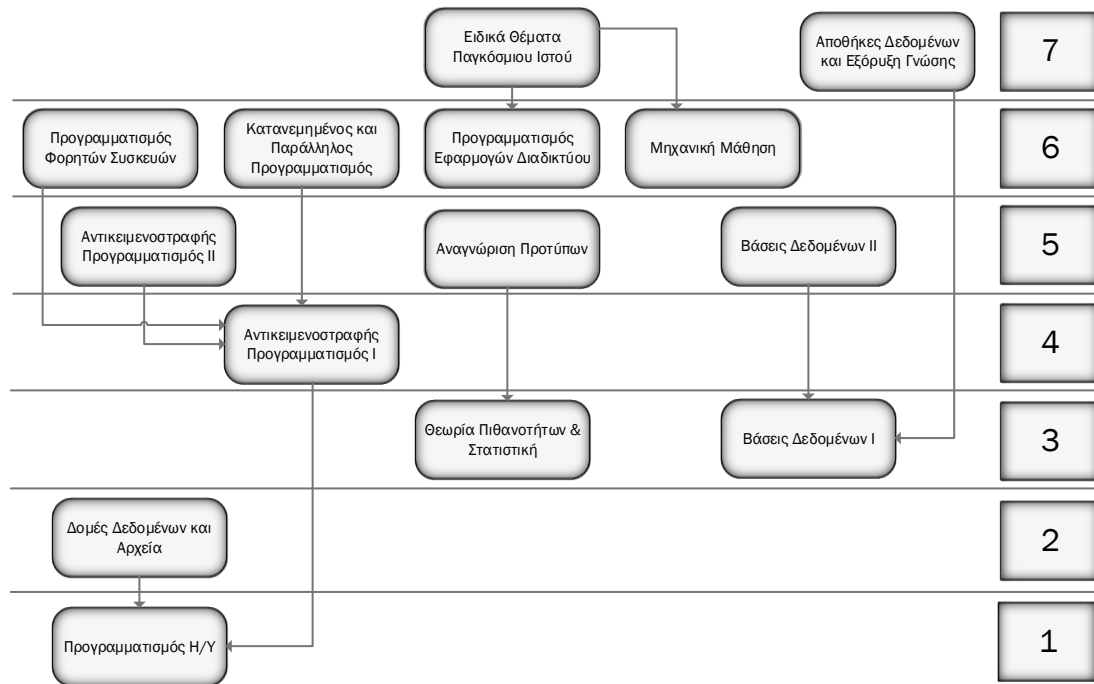 Ειδικά Θέματα
Παγκόσμιου Ιστού
Αποθήκες Δεδομένων
και Εξόρυξη Γνώσης
7
Προγραμματισμός
Φορητών Συσκευών
Κατανεμημένος και
Παράλληλος
Προγραμματισμός
Προγραμματισμός
Εφαρμογών Διαδικτύου
Μηχανική Μάθηση
6
Αντικειμενοστραφής
Προγραμματισμός ΙΙ
Αναγνώριση Προτύπων
Βάσεις Δεδομένων ΙΙ
5
Αντικειμενοστραφής
Προγραμματισμός Ι
4
Θεωρία Πιθανοτήτων &
Στατιστική
Βάσεις Δεδομένων Ι
3
Δομές Δεδομένων και
Αρχεία
2
Προγραμματισμός Η/Υ
1